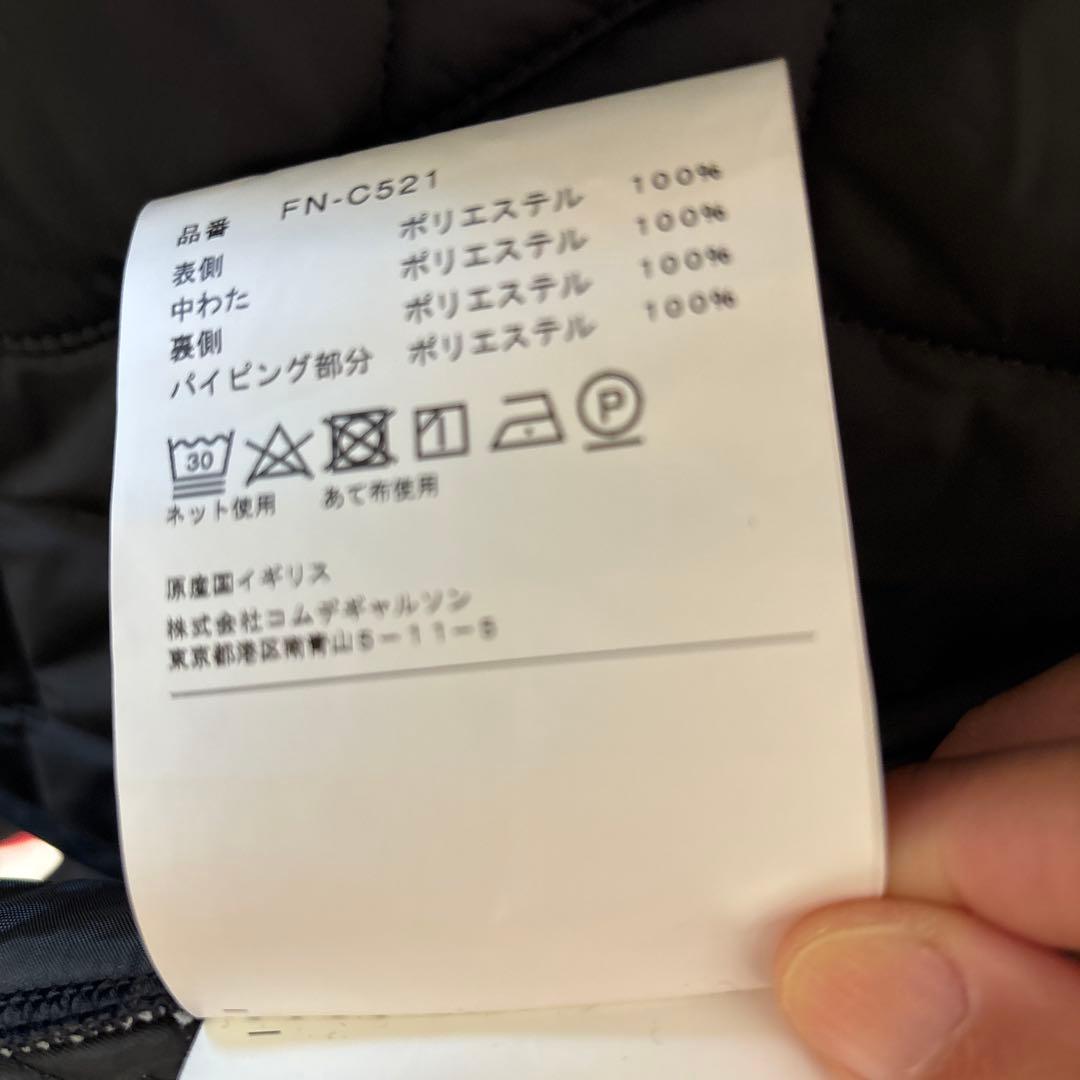 品番 FN-C521
表側 ポリエステル 100%
中わた ポリエステル 100%
裏側 ポリエステル 100%
パイピング部分 ポリエステル 100%
30 P
ネット使用 あて布使用
原産国イギリス
株式会社コムデギャルソン
東京都港区南青山5-11-5